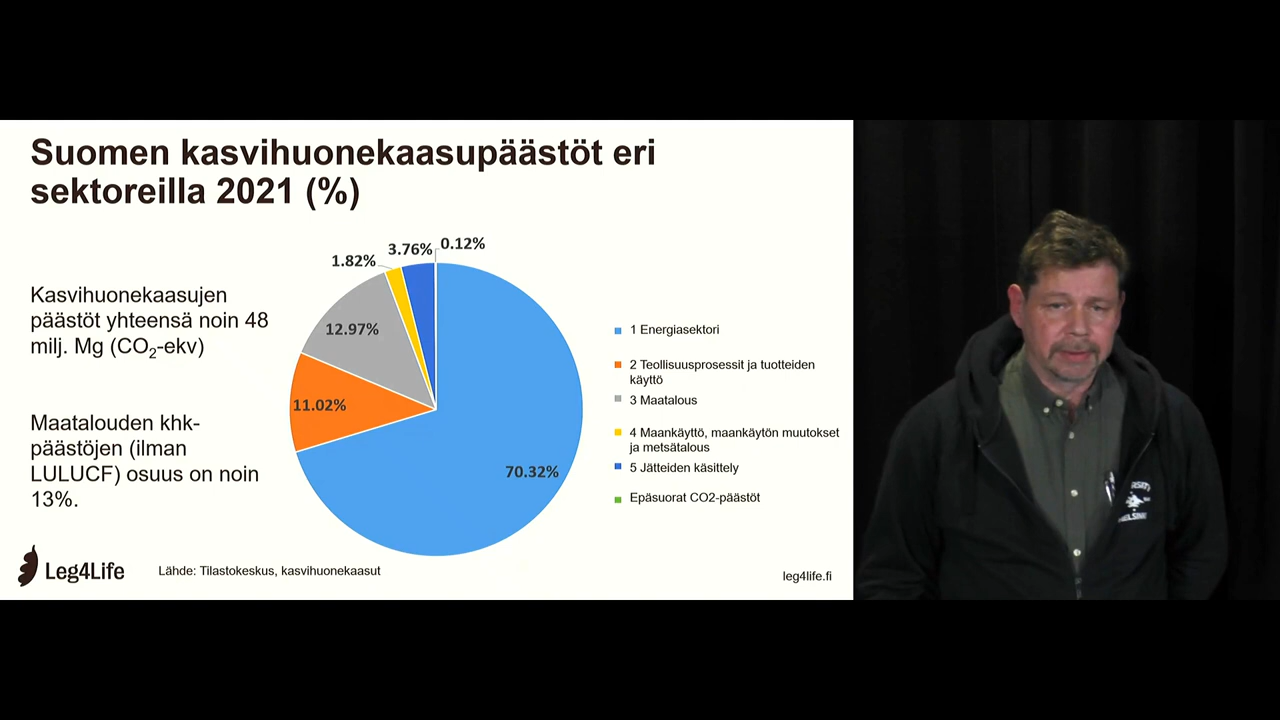 Suomen kasvihuonekaasupäästöt eri
sektoreilla 2021 (%)
Kasvihuonekaasujen
päästöt yhteensä noin 48
milj. Mg (CO₂-ekv)
Maatalouden khk-
päästöjen (ilman
LULUCF) osuus on noin
13%.
1.82%
3.76%
0.12%
12.97%
11.02%
70.32%
1 Energiasektori
2 Teollisuusprosessit ja tuotteiden
käyttö
3 Maatalous
4 Maankäyttö, maankäytön muutokset
ja metsätalous
5 Jätteiden käsittely
Epäsuorat CO2-päästöt
Leg4Life
Lähde: Tilastokeskus, kasvihuonekaasut
leg4life.fi